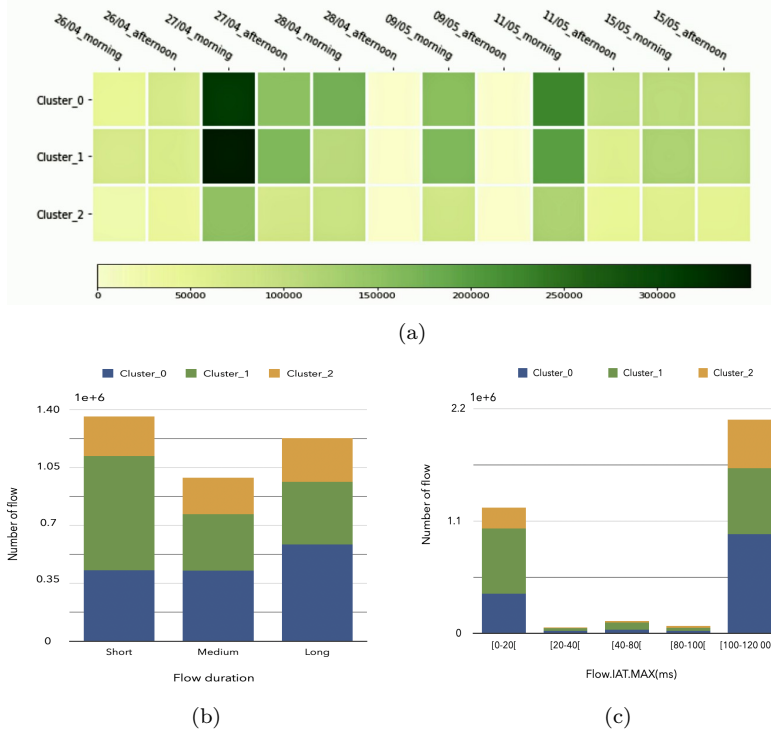 26/04_morning 26/04_afternoon 27/04_morning 27/04_afternoon 28/04_morning 28/04_afternoon 09/05_morning 09/05_afternoon 11/05_morning 11/05_afternoon 15/05_morning 15/05_afternoon
Cluster_0
Cluster_1
Cluster_2
0 50000 100000 150000 200000 250000 300000
(a)
Cluster_0 Cluster_1 Cluster_2
1e+6
1.40
1.05
0.7
0.35
0
Number of flow
Short Medium Long
Flow duration
(b)
Cluster_0 Cluster_1 Cluster_2
1e+6
2.2
1.1
0
Number of flow
[0-20[ [20-40[ [40-80[ [80-100[ [100-120 00
Flow.IAT.MAX(ms)
(c)